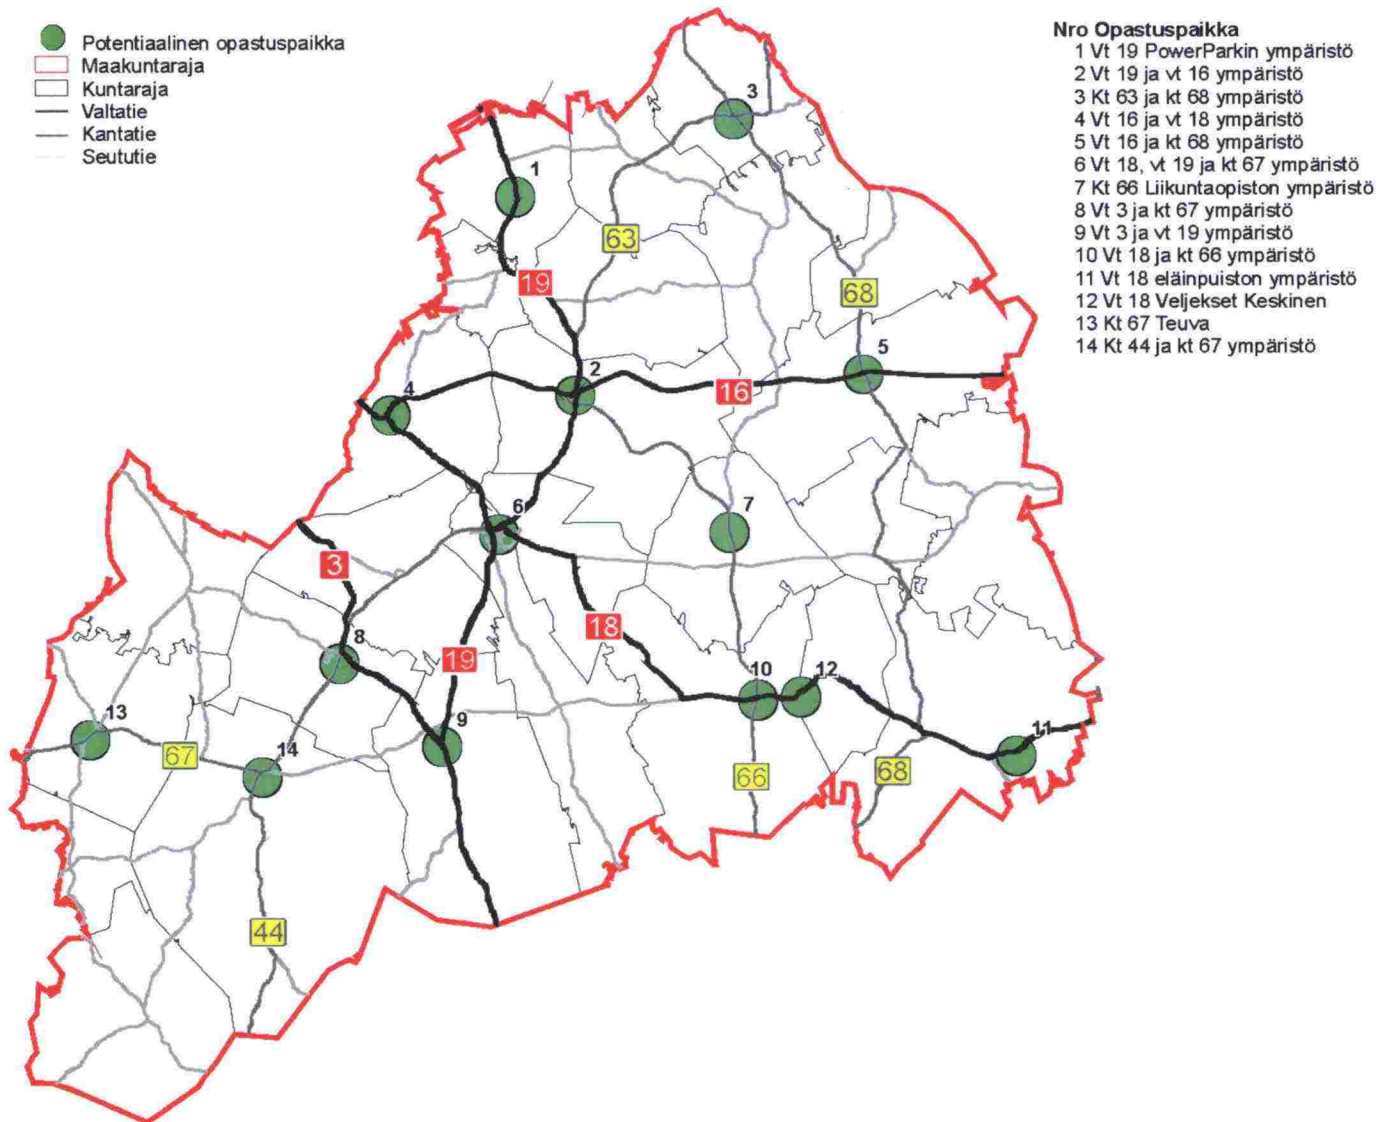 Potentiaalinen opastuspaikka
Maakuntaraja
Kuntaraja
Valtatie
Kantatie
Seututie
Nro Opastuspaikka
1 Vt 19 PowerParkin ympäristö
2 Vt 19 ja vt 16 ympäristö
3 Kt 63 ja kt 68 ympäristö
4 Vt 16 ja vt 18 ympäristö
5 Vt 16 ja kt 68 ympäristö
6 Vt 18, vt 19 ja kt 67 ympäristö
7 Kt 66 Liikuntaopiston ympäristö
8 Vt 3 ja kt 67 ympäristö
9 Vt 3 ja vt 19 ympäristö
10 Vt 18 ja kt 66 ympäristö
11 Vt 18 eläinpuiston ympäristö
12 Vt 18 Veljekset Keskinen
13 Kt 67 Teuva
14 Kt 44 ja kt 67 ympäristö
3
1
63
19
68
5
2
16
4
6
7
3
18
8
19
10
12
13
9
11
14
67
66
68
44